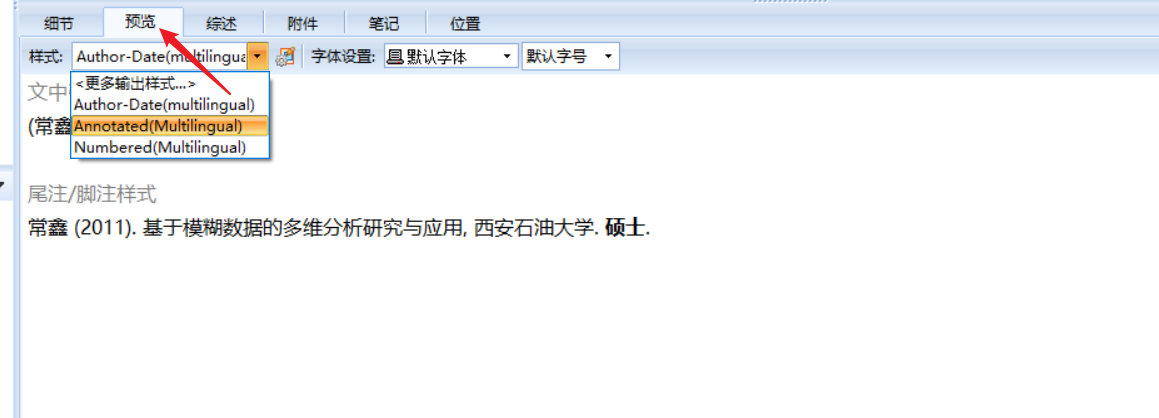 细节 预览 综述 附件 笔记 位置
样式: Author-Date(multilingua 字体设置: 默认字体 默认字号
<更多输出样式...>
文中
Author-Date(multilingual)
(常鑫
Annotated(Multilingual)
Numbered(Multilingual)
尾注/脚注样式
常鑫 (2011). 基于模糊数据的多维分析研究与应用, 西安石油大学. 硕士.